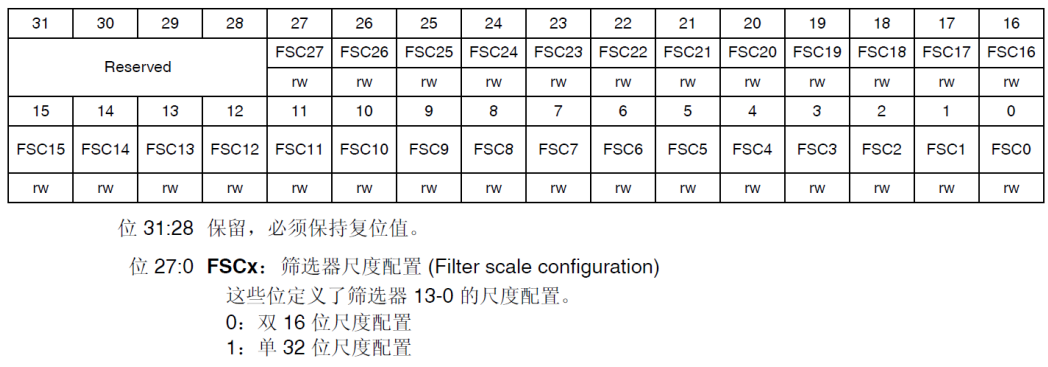 31 30 29 28 27 26 25 24 23 22 21 20 19 18 17 16
Reserved FSC27 FSC26 FSC25 FSC24 FSC23 FSC22 FSC21 FSC20 FSC19 FSC18 FSC17 FSC16
rw rw rw rw rw rw rw rw rw rw rw rw
15 14 13 12 11 10 9 8 7 6 5 4 3 2 1 0
FSC15 FSC14 FSC13 FSC12 FSC11 FSC10 FSC9 FSC8 FSC7 FSC6 FSC5 FSC4 FSC3 FSC2 FSC1 FSC0
rw rw rw rw rw rw rw rw rw rw rw rw rw rw rw rw
位 31:28 保留，必须保持复位值。
位 27:0 FSCx：筛选器尺度配置 (Filter scale configuration)
这些位定义了筛选器 13-0 的尺度配置。
0：双 16 位尺度配置
1：单 32 位尺度配置